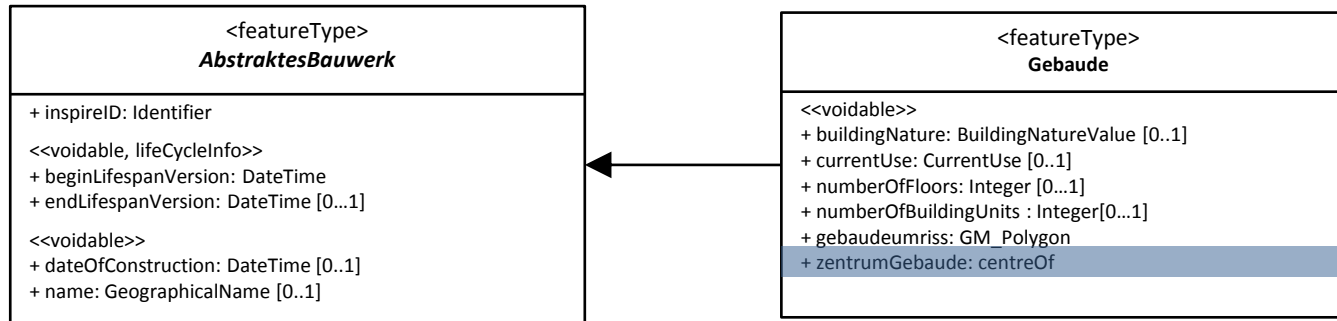 <featureType>
AbstraktesBauwerk
+ inspireID: Identifier
<<voidable, lifeCycleInfo>>
+ beginLifespanVersion: DateTime
+ endLifespanVersion: DateTime [0...1]
<<voidable>>
+ dateOfConstruction: DateTime [0..1]
+ name: GeographicalName [0..1]
<featureType>
Gebaude
<<voidable>>
+ buildingNature: BuildingNatureValue [0..1]
+ currentUse: CurrentUse [0..1]
+ numberOfFloors: Integer [0…1]
+ numberOfBuildingUnits : Integer[0...1]
+ gebaudeumriss: GM_Polygon
+ zentrumGebaude: centreOf